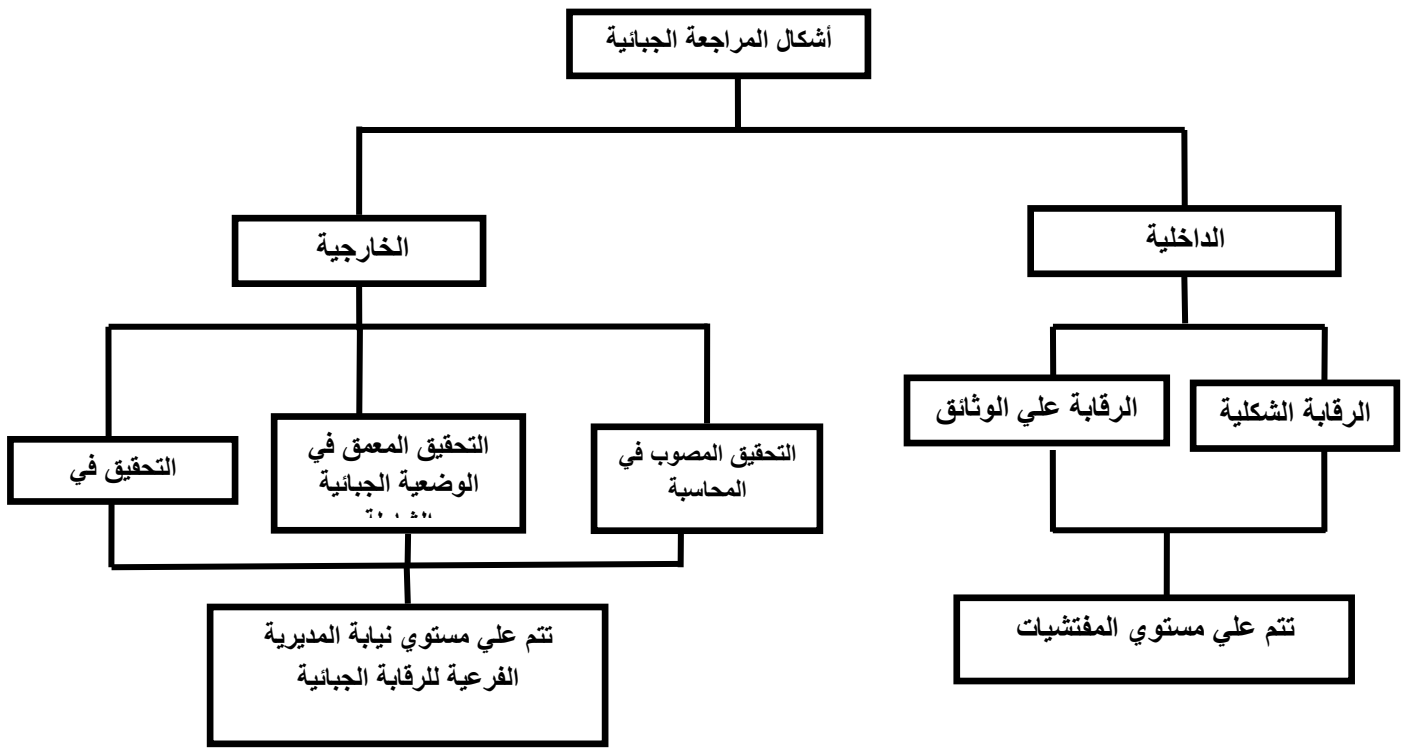 أشكال المراجعة الجبائية
الداخلية
الخارجية
الرقابة الشكلية
الرقابة علي الوثائق
التحقيق المصوب في
المحاسبة
التحقيق المعمق في
الوضعية الجبائية
التحقيق في
تتم علي مستوي المفتشيات
تتم علي مستوي نيابة المديرية
الفرعية للرقابة الجبائية